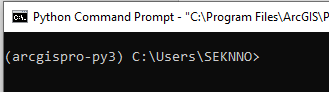 Python Command Prompt - "C:\Program Files\ArcGIS\P
(arcgispro-py3) C:\Users\SEKNNO>